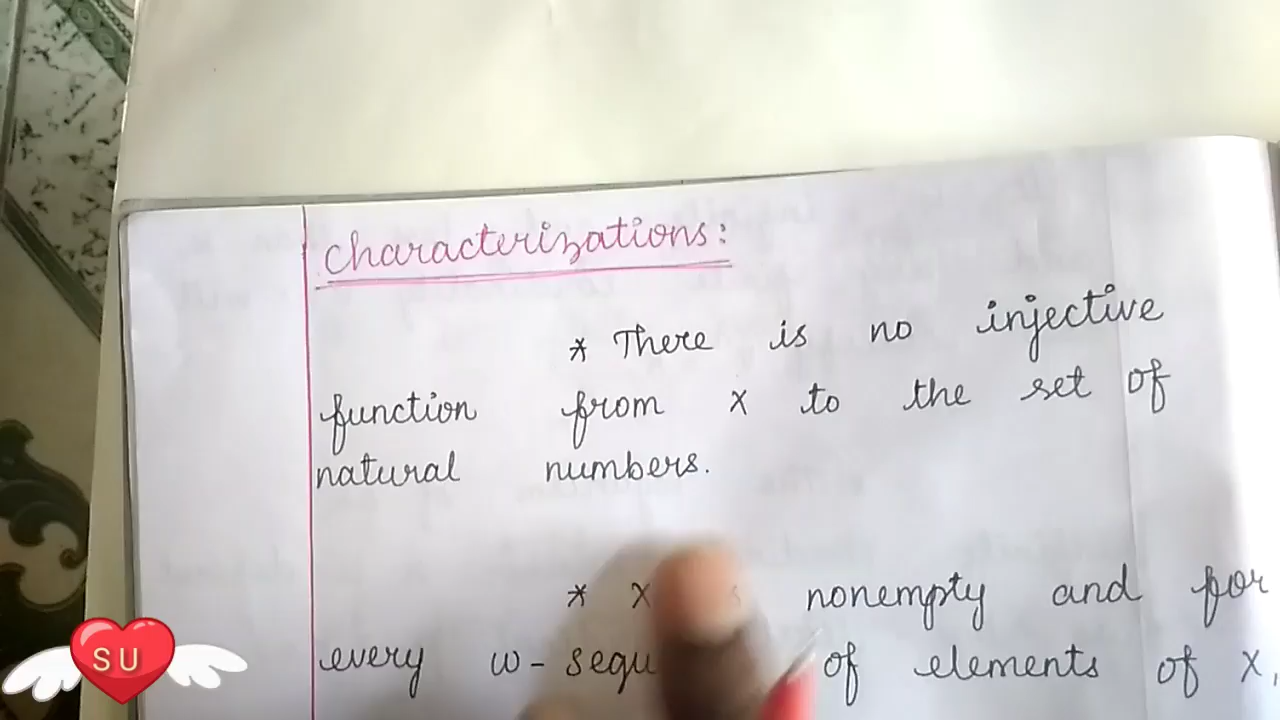 Characterizations:
* There is no injective
function from X to the set of
natural numbers.
* X nonempty and for
every ω- of elements of X,
SU